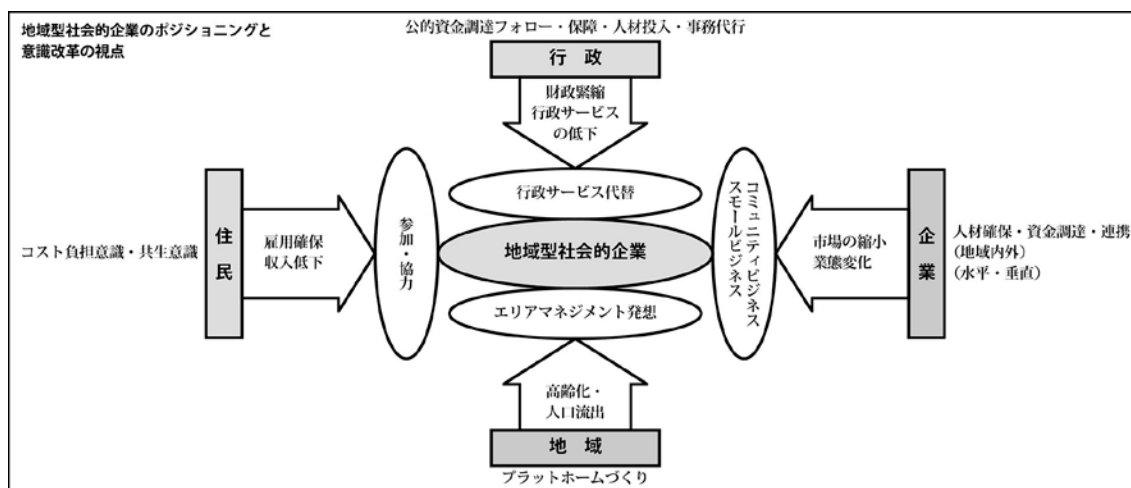 地域型社会的企業のポジショニングと
意識改革の視点
公的資金調達フォロー・保障・人材投入・事務代行
行 政
財政緊縮
行政サービス
の低下
行政サービス代替
コスト負担意識・共生意識
住民
雇用確保
収入低下
参加・協力
地域型社会的企業
コミュニティビジネス
スモールビジネス
市場の縮小
業態変化
企業
人材確保・資金調達・連携
(地域内外)
(水平・垂直)
エリアマネジメント発想
高齢化・
人口流出
地 域
プラットホームづくり